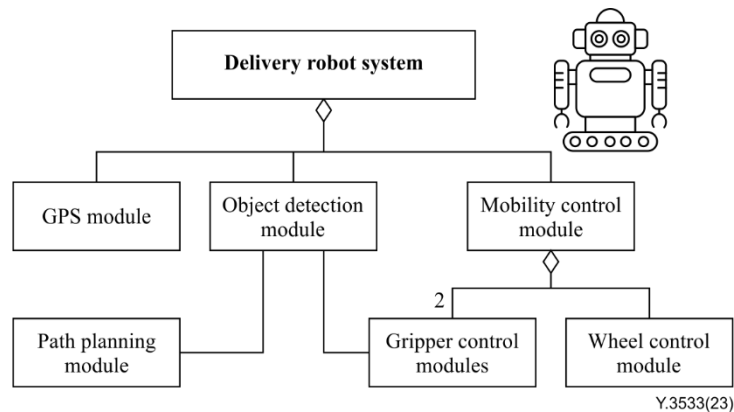 Delivery robot system
GPS module
Object detection
module
Mobility control
module
2
Path planning
module
Gripper control
modules
Wheel control
module
Y.3533(23)